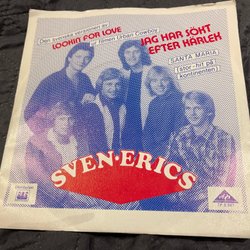 Den svenska versionen av
LOOKIN' FOR LOVE
ur filmen Urban Cowboy
JAG HAR SÖKT
EFTER KÄRLEK
SANTA MARIA
(stor-hit på
kontinenten)
SVEN-ERICS